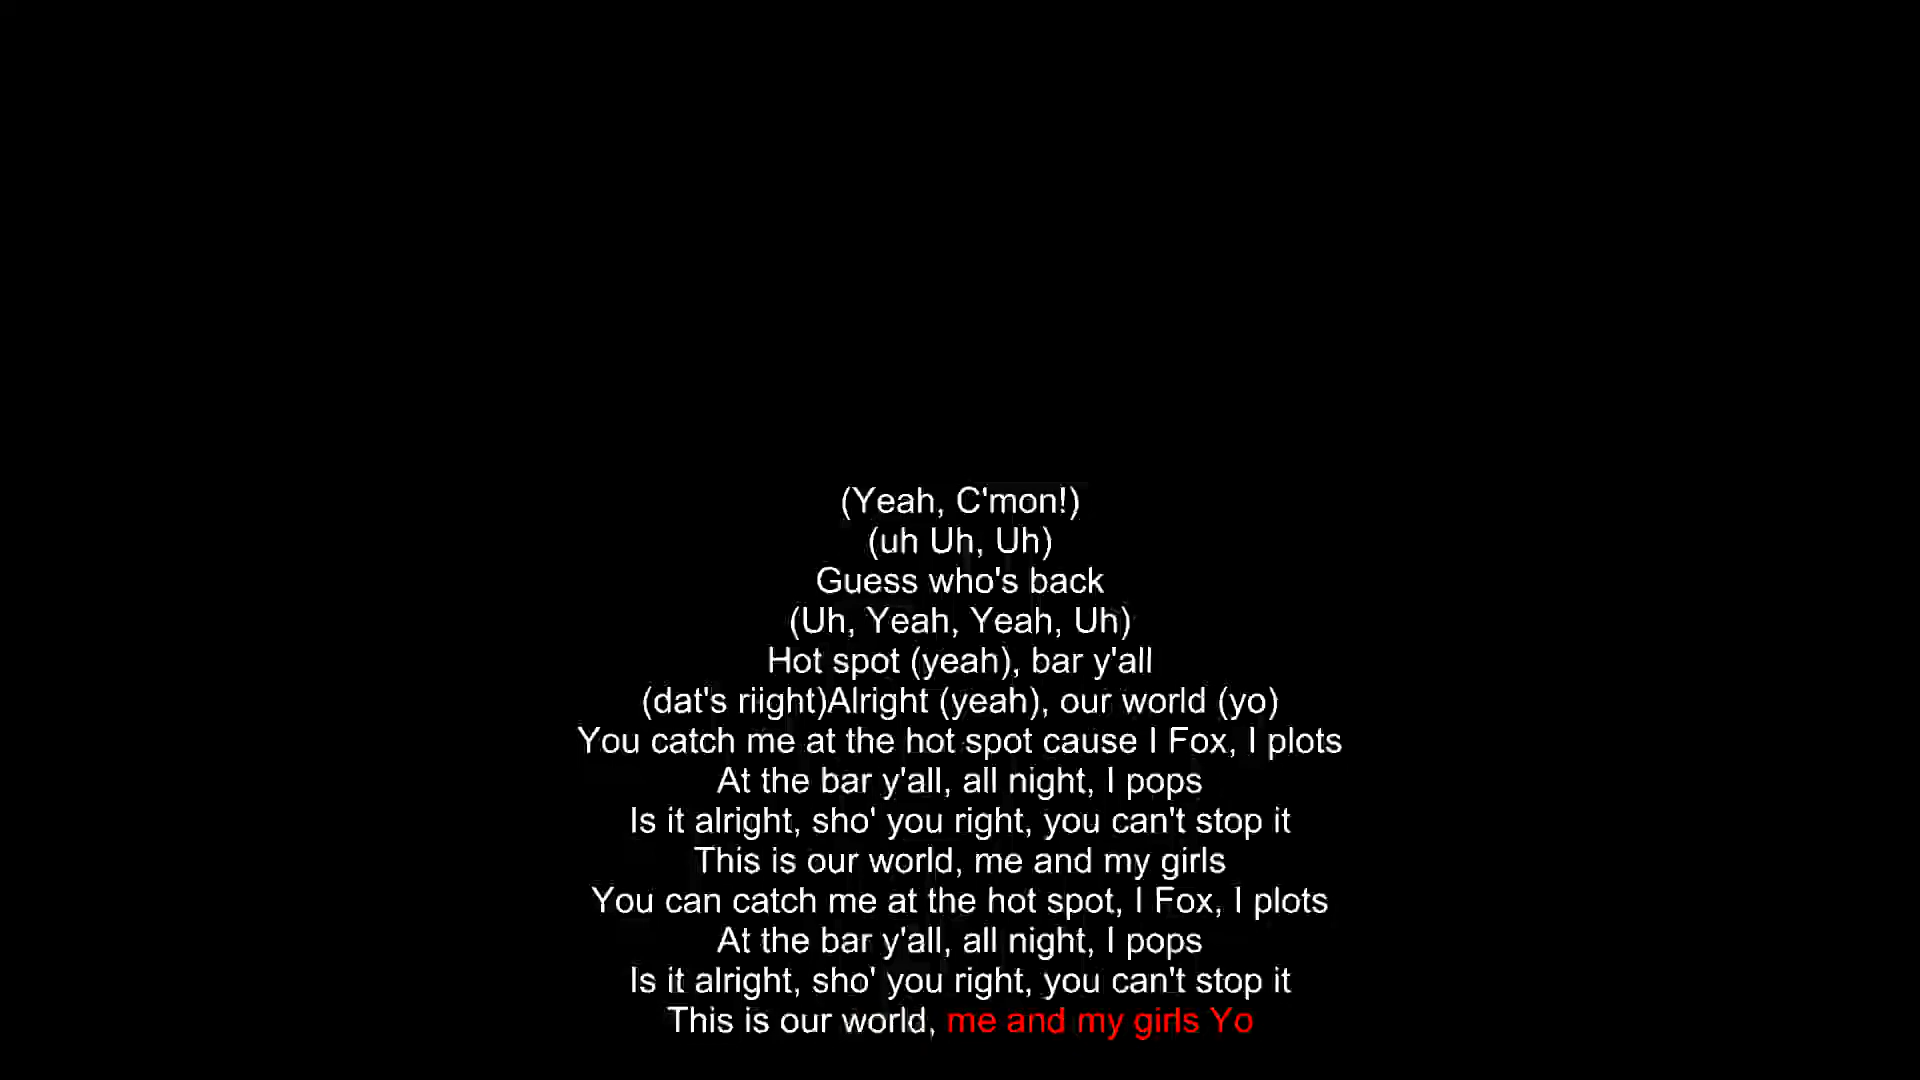 (Yeah, C'mon!)
(uh Uh, Uh)
Guess who's back
(Uh, Yeah, Yeah, Uh)
Hot spot (yeah), bar y'all
(dat's riight)Alright (yeah), our world (yo)
You catch me at the hot spot cause I Fox, I plots
At the bar y'all, all night, I pops
Is it alright, sho' you right, you can't stop it
This is our world, me and my girls
You can catch me at the hot spot, I Fox, I plots
At the bar y'all, all night, I pops
Is it alright, sho' you right, you can't stop it
This is our world, me and my girls Yo